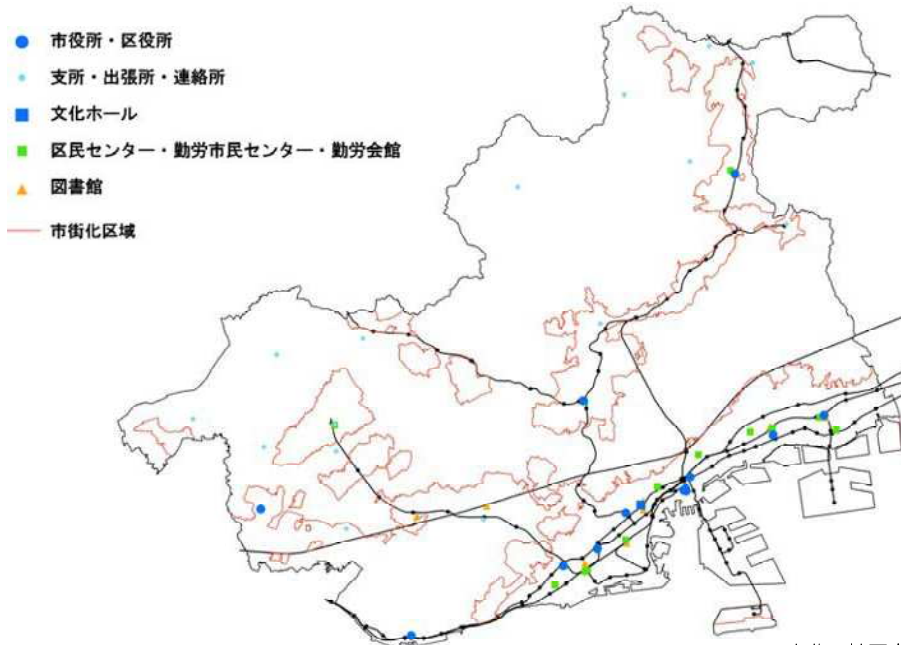 市役所・区役所
支所・出張所・連絡所
文化ホール
区民センター・勤労市民センター・勤労会館
図書館
市街化区域